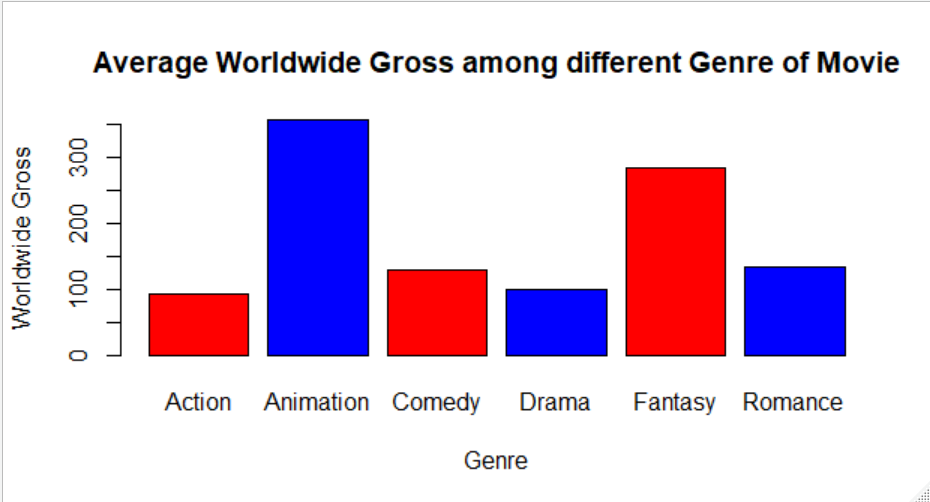 Average Worldwide Gross among different Genre of Movie
Worldwide Gross
300
200
100
0
Action Animation Comedy Drama Fantasy Romance
Genre